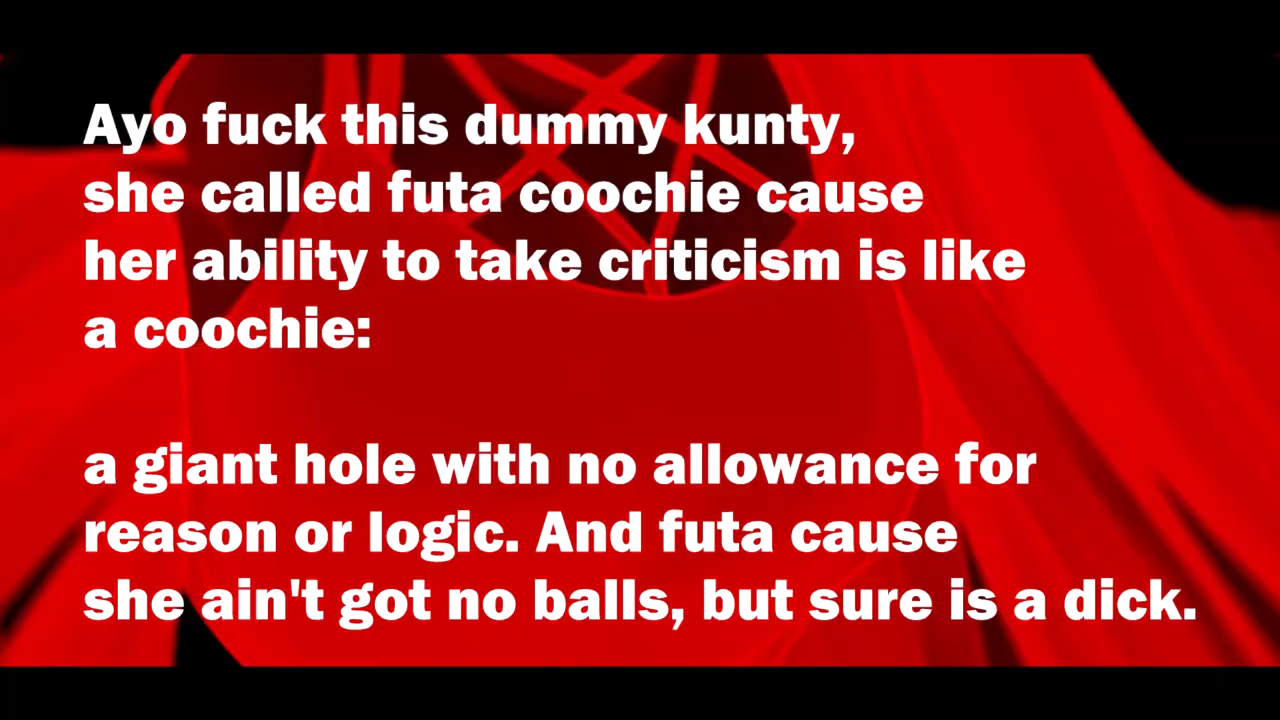 Ayo fuck this dummy kunty,
she called futa coochie cause
her ability to take criticism is like
a coochie:
a giant hole with no allowance for
reason or logic. And futa cause
she ain't got no balls, but sure is a dick.